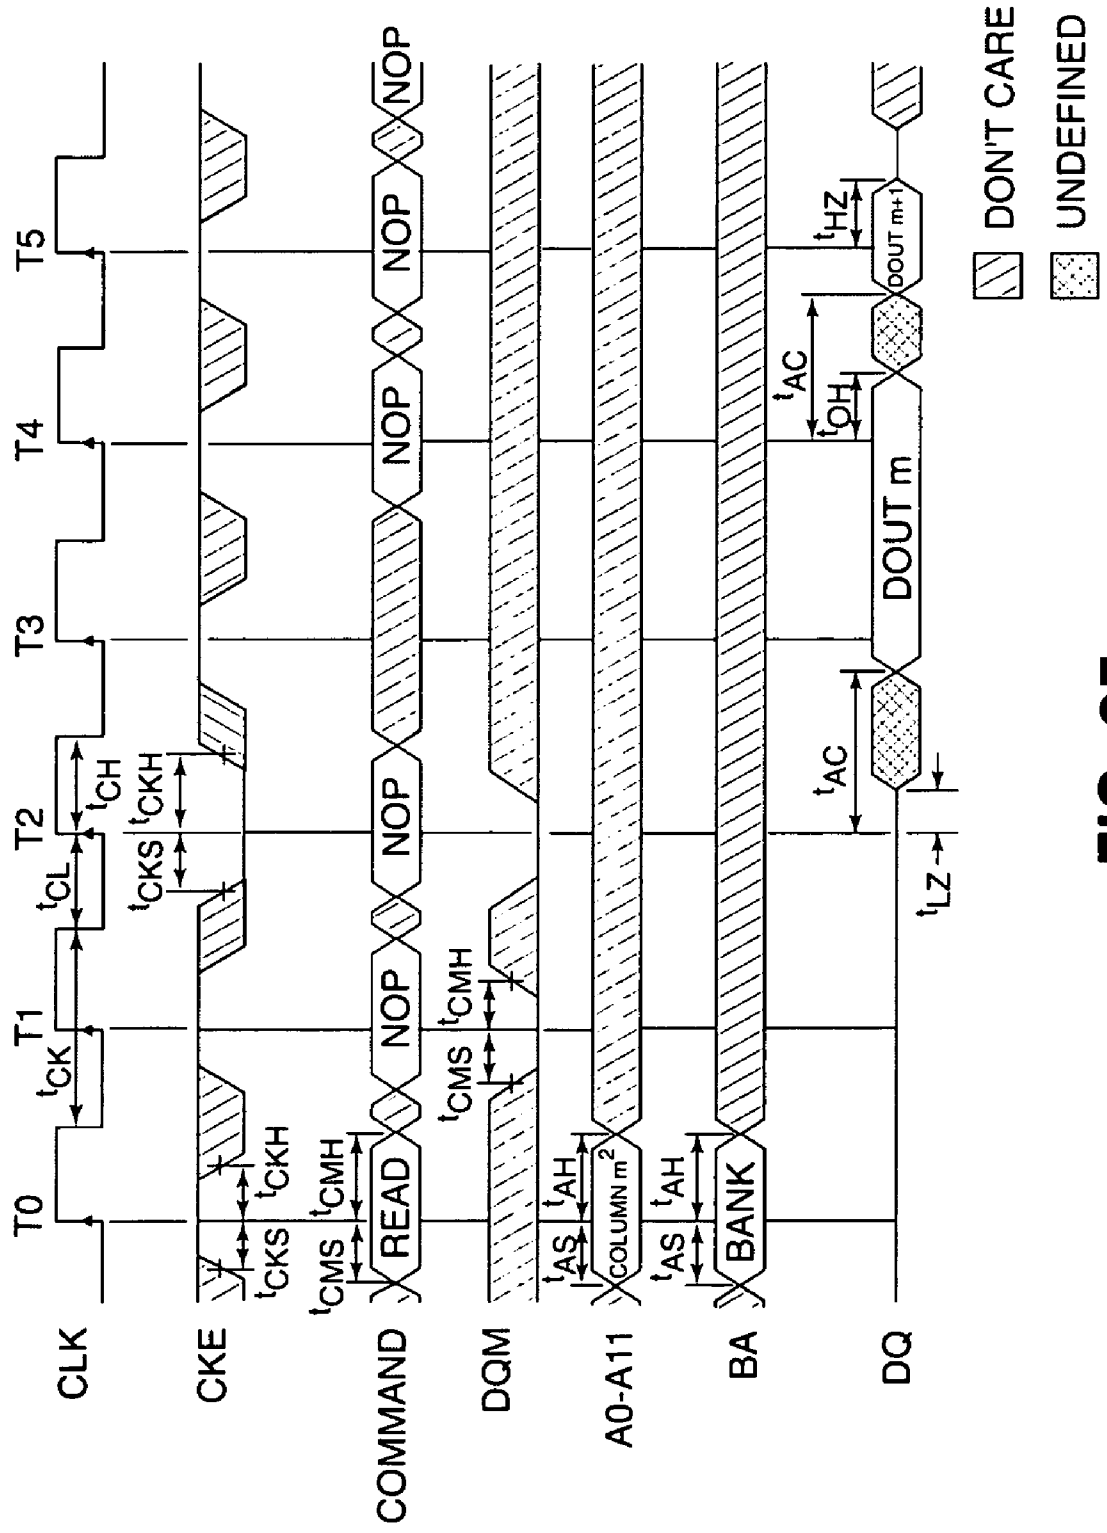 T0 T1 T2 T3 T4 T5
CLK
tCK tCL tCH
CKE
tCKS tCKH tCKS tCKH
tCMS tCMH
COMMAND
READ NOP NOP NOP NOP NOP
DQM
tCMS tCMH
tAS tAH
A0-A11
COLUMN m²
tAS tAH
BA
BANK
tAC tAC
tOH tHZ
DQ
DOUT m DOUT m+1
tLZ
DON'T CARE
UNDEFINED